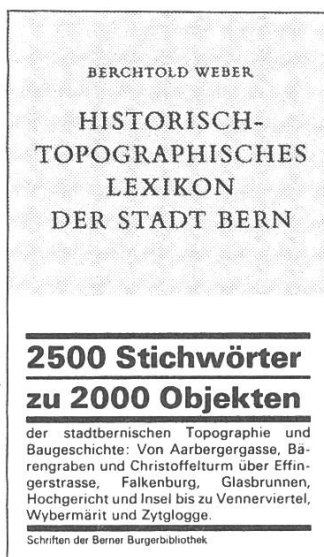 BERCHTOLD WEBER
HISTORISCH-
TOPOGRAPHISCHES
LEXIKON
DER STADT BERN
2500 Stichwörter
zu 2000 Objekten
der stadtbernischen Topographie und
Baugeschichte: Von Aarbergergasse, Bä-
rengraben und Christoffelturm über Effin-
gerstrasse, Falkenburg, Glasbrunnen,
Hochgericht und Insel bis zu Vennerviertel,
Wybermärit und Zytglogge.
Schriften der Berner Burgerbibliothek